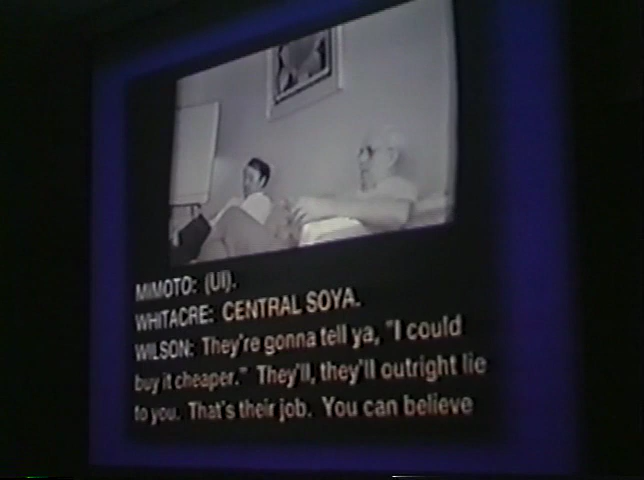 MIMOTO: (UI).
WHITACRE: CENTRAL SOYA.
WILSON: They're gonna tell ya, "I could
buy it cheaper." They'll, they'll outright lie
to you. That's their job. You can believe